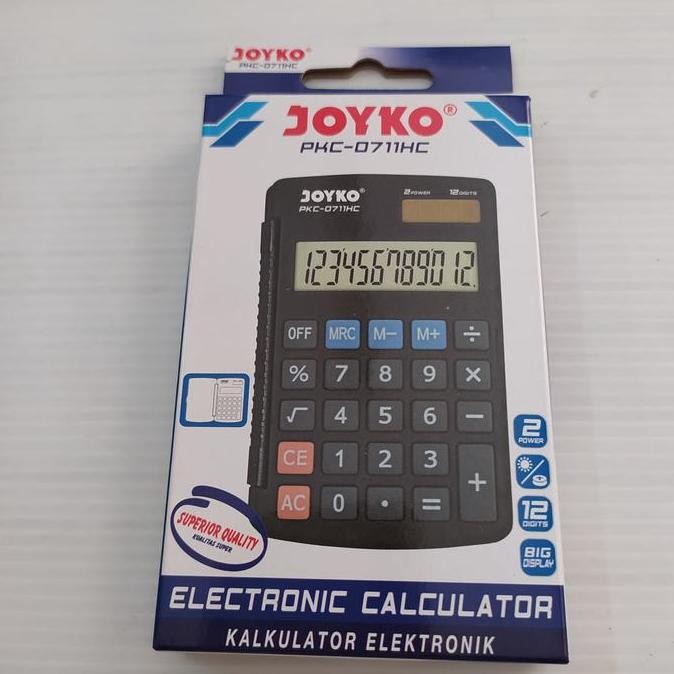 JOYKO®
PKC-0711HC
JOYKO®
PKC-0711HC
JOYKO®
PKC-0711HC
2 POWER
12 DIGITS
123456789012.
OFF MRC M− M+ ÷
% 7 8 9 ×
√ 4 5 6 −
CE 1 2 3 +
AC 0 . =
2
POWER
12
DIGITS
BIG
DISPLAY
SUPERIOR QUALITY
KUALITAS SUPER
ELECTRONIC CALCULATOR
KALKULATOR ELEKTRONIK